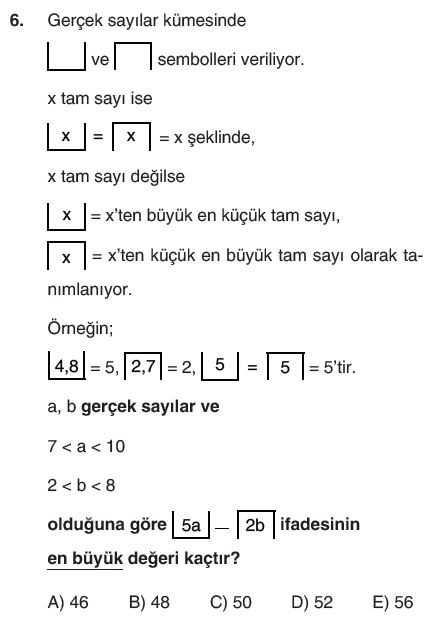 6. Gerçek sayılar kümesinde
ve sembolleri veriliyor.
x tam sayı ise
x = x = x şeklinde,
x tam sayı değilse
x = x'ten büyük en küçük tam sayı,
x = x'ten küçük en büyük tam sayı olarak ta-
nımlanıyor.
Örneğin;
4,8 = 5, 2,7 = 2, 5 = 5 = 5'tir.
a, b gerçek sayılar ve
7 < a < 10
2 < b < 8
olduğuna göre 5a – 2b ifadesinin
en büyük değeri kaçtır?
A) 46 B) 48 C) 50 D) 52 E) 56